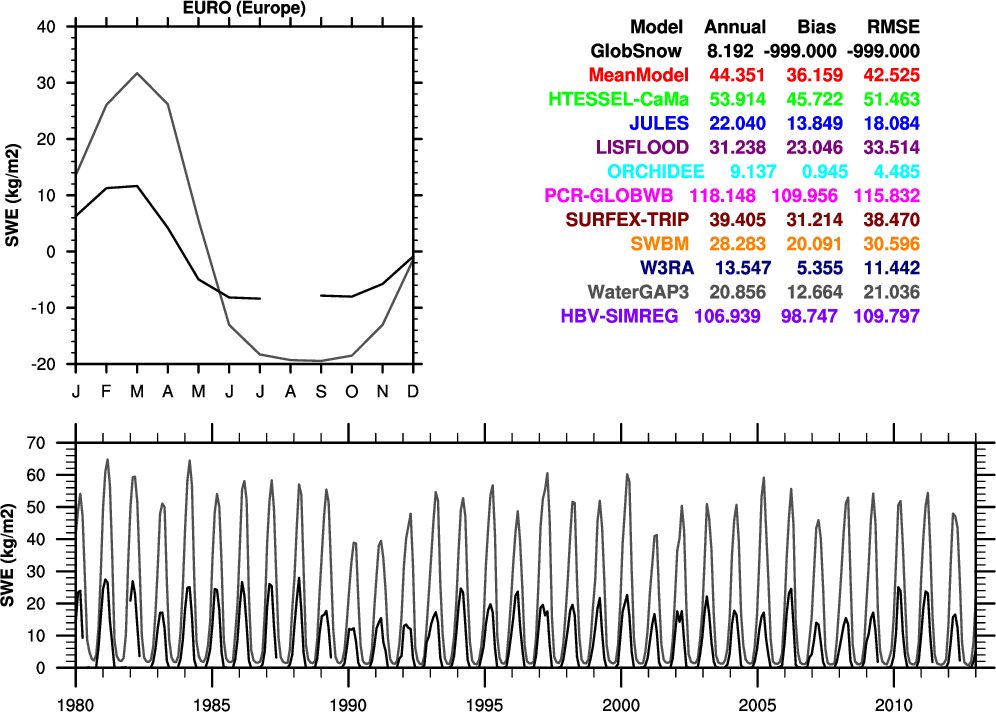 EURO (Europe)
40
30
20
10
0
-10
-20
SWE (kg/m2)
J F M A M J J A S O N D
Model Annual Bias RMSE
GlobSnow 8.192 -999.000 -999.000
MeanModel 44.351 36.159 42.525
HTESSEL-CaMa 53.914 45.722 51.463
JULES 22.040 13.849 18.084
LISFLOOD 31.238 23.046 33.514
ORCHIDEE 9.137 0.945 4.485
PCR-GLOBWB 118.148 109.956 115.832
SURFEX-TRIP 39.405 31.214 38.470
SWBM 28.283 20.091 30.596
W3RA 13.547 5.355 11.442
WaterGAP3 20.856 12.664 21.036
HBV-SIMREG 106.939 98.747 109.797
70
60
50
40
30
20
10
0
SWE (kg/m2)
1980 1985 1990 1995 2000 2005 2010